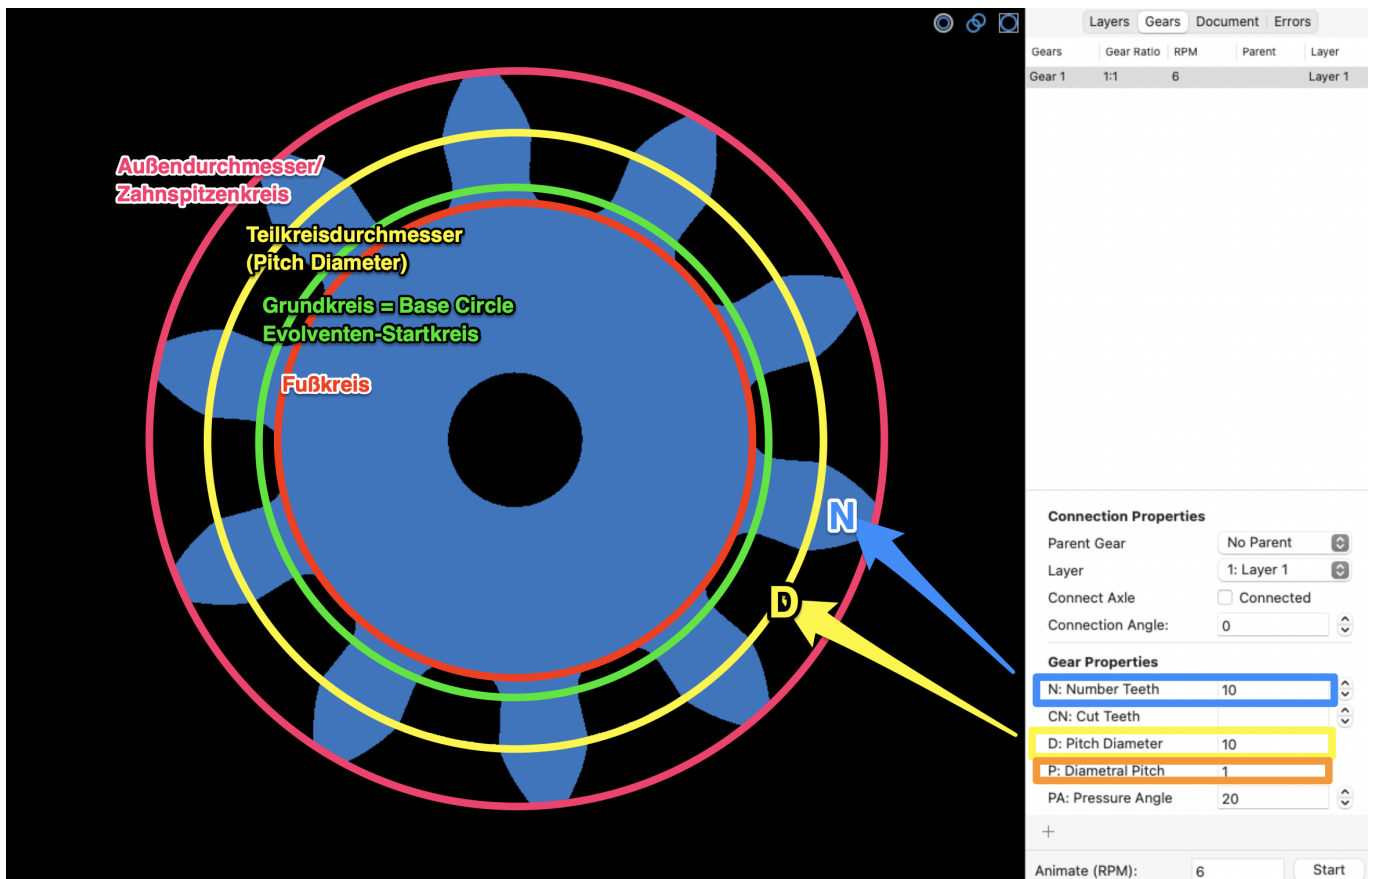 Layers Gears Document Errors
Gears Gear Ratio RPM Parent Layer
Gear 1 1:1 6 Layer 1
Außendurchmesser/
Zahnspitzenkreis
Teilkreisdurchmesser
(Pitch Diameter)
Grundkreis = Base Circle
Evolventen-Startkreis
Fußkreis
N
D
Connection Properties
Parent Gear No Parent
Layer 1: Layer 1
Connect Axle Connected
Connection Angle: 0
Gear Properties
N: Number Teeth 10
CN: Cut Teeth
D: Pitch Diameter 10
P: Diametral Pitch 1
PA: Pressure Angle 20
+
Animate (RPM): 6 Start